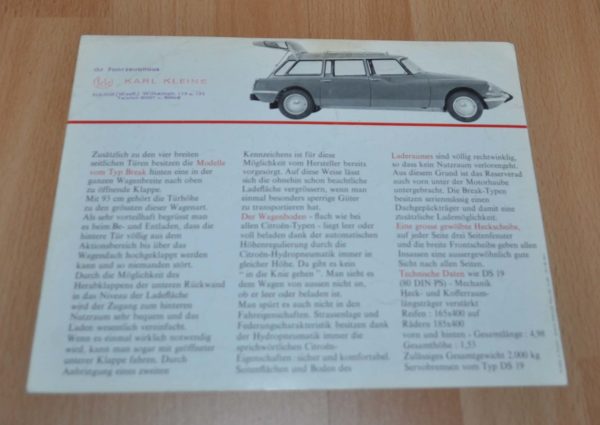 KARL KLEINE
Zusätzlich zu den vier breiten
seitlichen Türen besitzen die Modelle
vom Typ Break hinten eine in der
ganzen Wagenbreite nach oben
zu öffnende Klappe.
Mit 93 cm gehört die Türhöhe
zu den grössten dieser Wagenart.
Als sehr vorteilhaft begrüsst man
es beim Be- und Entladen, dass die
hintere Tür völlig aus dem
Aktionsbereich bis über das
Wagendach hochgeklappt werden
kann und so niemanden stört.
Durch die Möglichkeit des
Herabklappens der unteren Rückwand
in das Niveau der Ladefläche
wird der Zugang zum hinteren
Nutzraum sehr bequem und das
Laden wesentlich vereinfacht.
Wenn es einmal wirklich notwendig
wird, kann man sogar mit geöffneter
unterer Klappe fahren. Durch
Anbringung eines zweiten
Kennzeichens ist für diese
Möglichkeit vom Hersteller bereits
vorgesorgt. Auf diese Weise lässt
sich die ohnehin schon beachtliche
Ladefläche vergrössern, wenn man
einmal besonders sperrige Güter
zu transportieren hat.
Der Wagenboden - flach wie bei
allen Citroën-Typen - liegt leer oder
voll beladen dank der automatischen
Höhenregulierung durch die
Citroën-Hydropneumatik immer in
gleicher Höhe. Da gibt es kein
" in die Knie gehen ". Man sieht es
dem Wagen von aussen nicht an,
ob er leer oder beladen ist.
Man spürt es auch nicht in den
Fahreigenschaften. Strassenlage und
Federungscharakteristik besitzen dank
der Hydropneumatik immer die
sprichwörtlichen Citroën-
Eigenschaften : sicher und komfortabel.
Seitenflächen und Boden des
Laderaumes sind völlig rechtwinklig,
so dass kein Nutzraum verlorengeht.
Aus diesem Grund ist das Reserverad
auch vorn unter der Motorhaube
untergebracht. Die Break-Typen
besitzen serienmässig einen
Dachgepäckträger und damit eine
zusätzliche Lademöglichkeit.
Eine grosse gewölbte Heckscheibe,
auf jeder Seite drei Seitenfenster
und die breite Frontscheibe geben allen
Insassen eine aussergewöhnlich gute
Sicht nach allen Seiten.
Technische Daten wie DS 19
(80 DIN-PS) - Mechanik
Heck- und Kofferraum-
längsträger verstärkt
Reifen : 165x400 auf
Rädern 185x400
vorn und hinten - Gesamtlänge : 4,98
Gesamthöhe : 1,53
Zulässiges Gesamtgewicht 2.000 kg
Servobremsen vom Typ DS 19